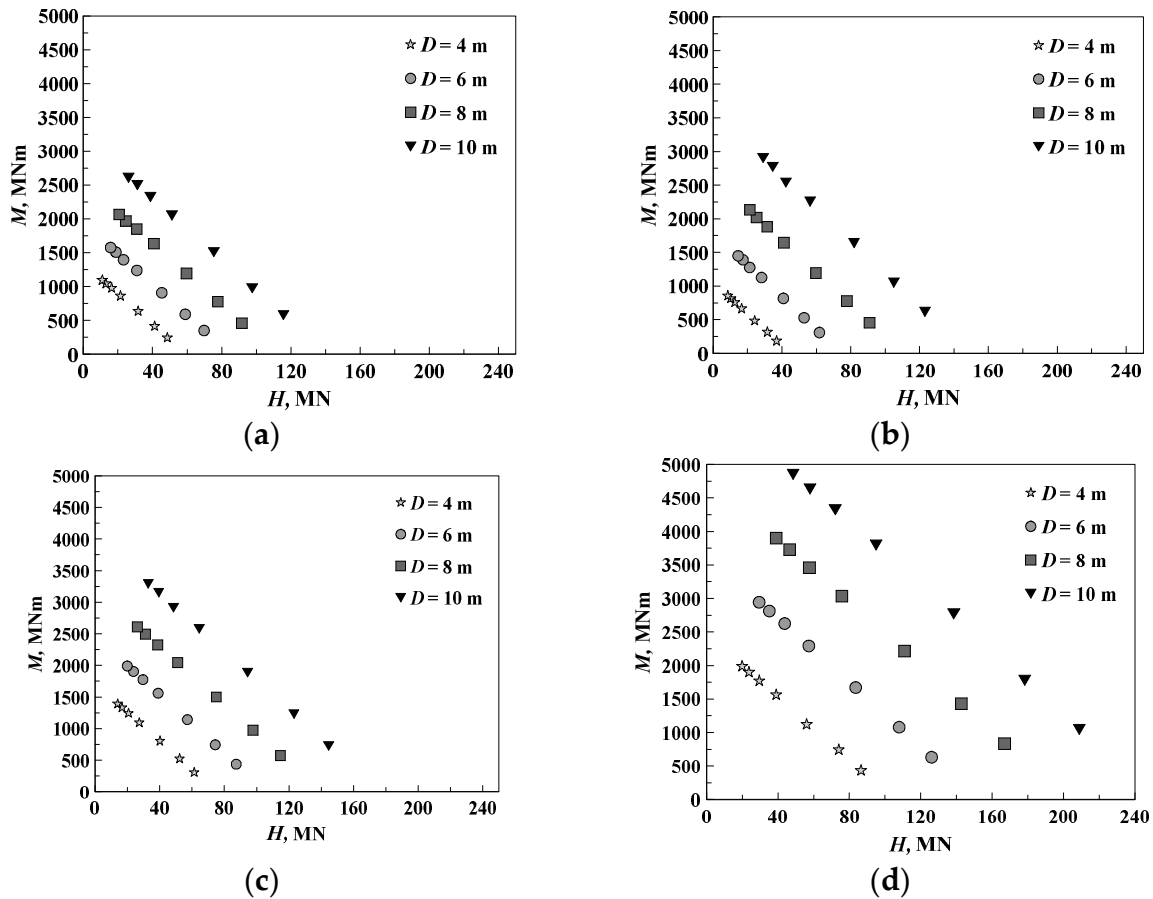 5000
4500
4000
3500
3000
2500
2000
1500
1000
500
0
M, MNm
0 40 80 120 160 200 240
H, MN
D = 4 m
D = 6 m
D = 8 m
D = 10 m
(a)
5000
4500
4000
3500
3000
2500
2000
1500
1000
500
0
M, MNm
0 40 80 120 160 200 240
H, MN
D = 4 m
D = 6 m
D = 8 m
D = 10 m
(b)
5000
4500
4000
3500
3000
2500
2000
1500
1000
500
0
M, MNm
0 40 80 120 160 200 240
H, MN
D = 4 m
D = 6 m
D = 8 m
D = 10 m
(c)
5000
4500
4000
3500
3000
2500
2000
1500
1000
500
0
M, MNm
0 40 80 120 160 200 240
H, MN
D = 4 m
D = 6 m
D = 8 m
D = 10 m
(d)